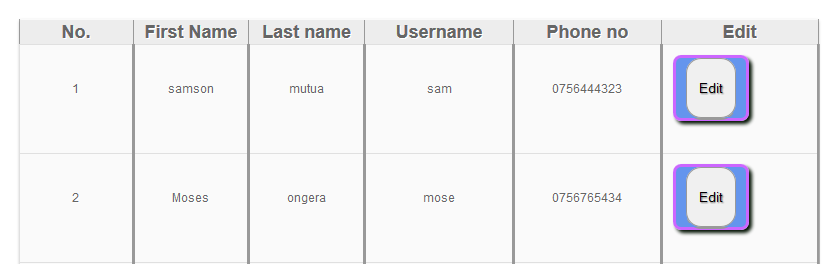 No. First Name Last name Username Phone no Edit
1 samson mutua sam 0756444323 Edit
2 Moses ongera mose 0756765434 Edit